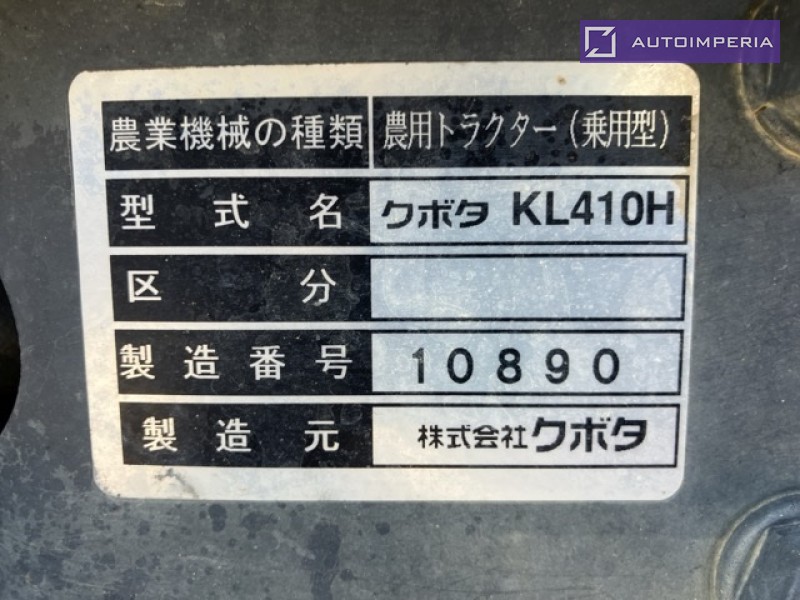 AUTOIMPERIA
農業機械の種類 農用トラクター(乗用型)
型式名 クボタ KL410H
区分
製造番号 10890
製造元 株式会社クボタ